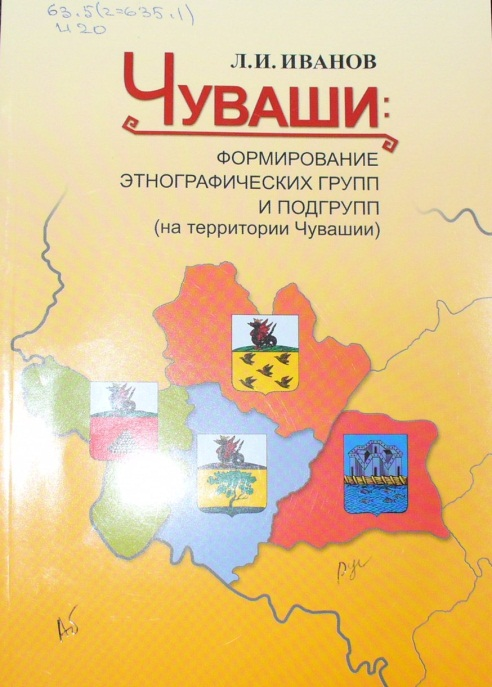 63.5(2=635.1)
И20
Л.И. ИВАНОВ
ЧУВАШИ:
ФОРМИРОВАНИЕ
ЭТНОГРАФИЧЕСКИХ ГРУПП
И ПОДГРУПП
(на территории Чувашии)